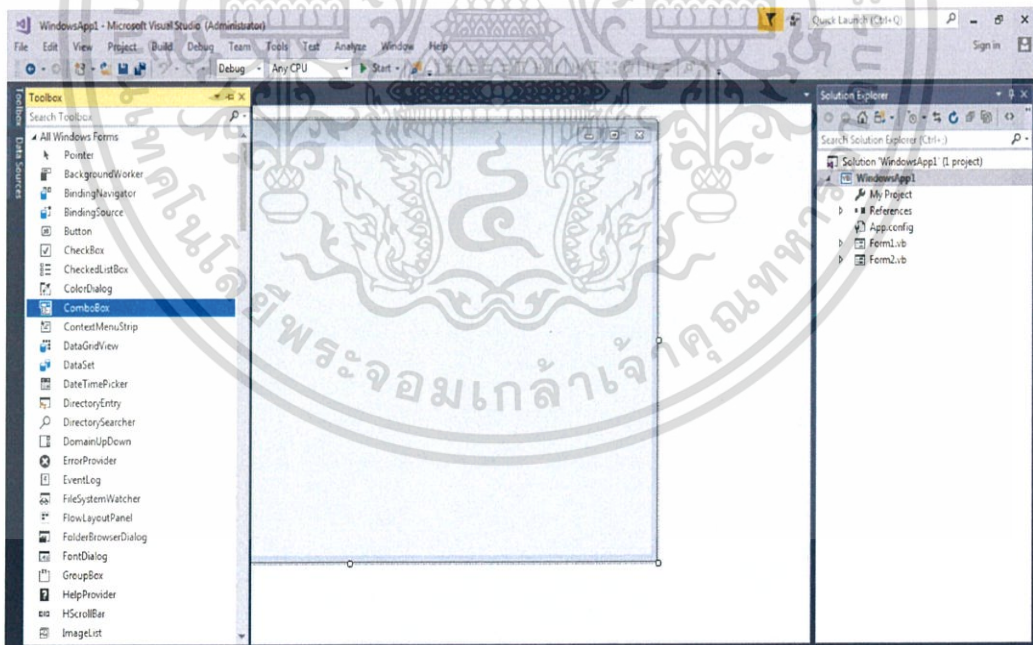 WindowsApp1 - Microsoft Visual Studio (Administrator)
Quick Launch (Ctrl+Q)
File Edit View Project Build Debug Team Tools Test Analyze Window Help
Sign in
Debug Any CPU Start
Toolbox
Data Sources
Toolbox
Search Toolbox
All Windows Forms
Pointer
BackgroundWorker
BindingNavigator
BindingSource
Button
CheckBox
CheckedListBox
ColorDialog
ComboBox
ContextMenuStrip
DataGridView
DataSet
DateTimePicker
DirectoryEntry
DirectorySearcher
DomainUpDown
ErrorProvider
EventLog
FileSystemWatcher
FlowLayoutPanel
FolderBrowserDialog
FontDialog
GroupBox
HelpProvider
HScrollBar
ImageList
Solution Explorer
Search Solution Explorer (Ctrl+;)
Solution 'WindowsApp1' (1 project)
WindowsApp1
My Project
References
App.config
Form1.vb
Form2.vb
พระจอมเกล้าเจ้าคุณทหาร